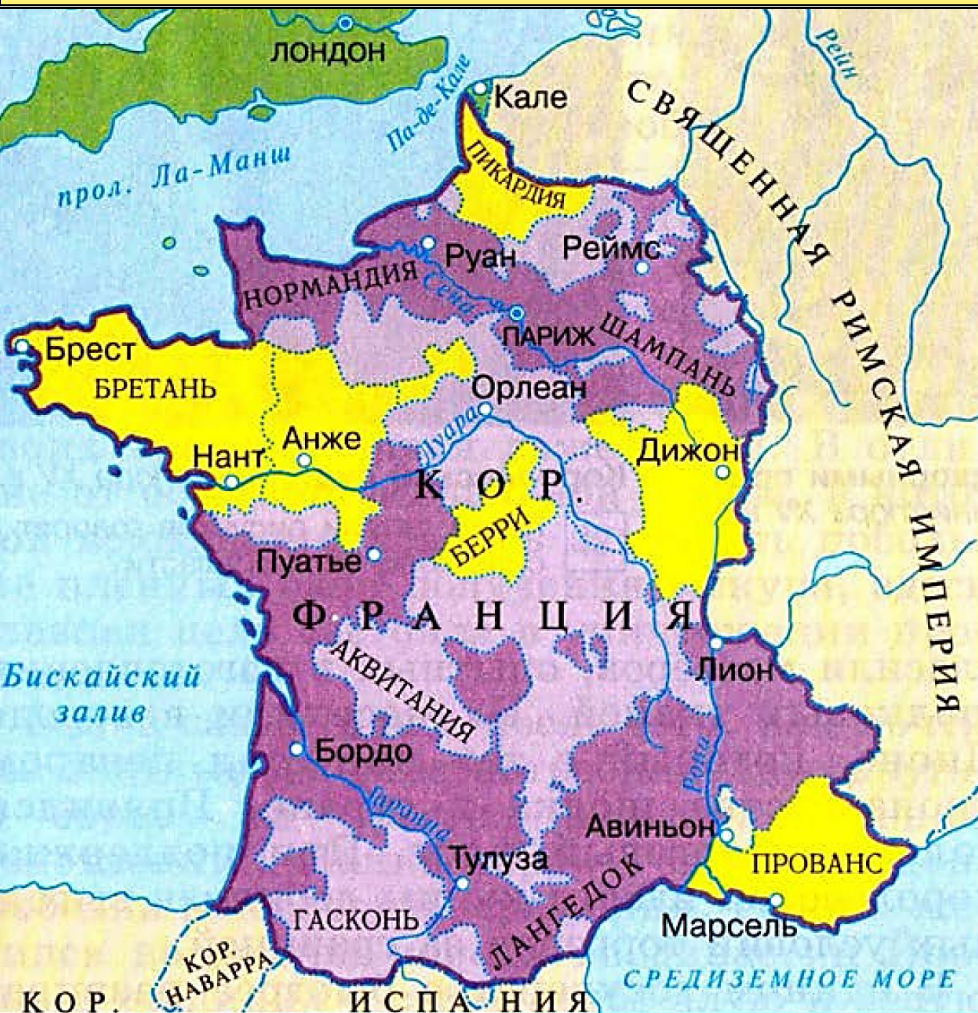 ЛОНДОН
Па-де-Кале
Кале
Рейн
СВЯЩЕННАЯ РИМСКАЯ ИМПЕРИЯ
прол. Ла-Манш
ПИКАРДИЯ
Руан
Реймс
НОРМАНДИЯ
Сена
ПАРИЖ
ШАМПАНЬ
Брест
БРЕТАНЬ
Орлеан
Луара
Анже
Нант
Дижон
КОР.
БЕРРИ
Пуатье
ФРАНЦИЯ
АКВИТАНИЯ
Лион
Бискайский
залив
Бордо
Гаронна
Рона
Авиньон
Тулуза
ПРОВАНС
ГАСКОНЬ
ЛАНГЕДОК
Марсель
КОР.
НАВАРРА
СРЕДИЗЕМНОЕ МОРЕ
КОР. ИСПАНИЯ